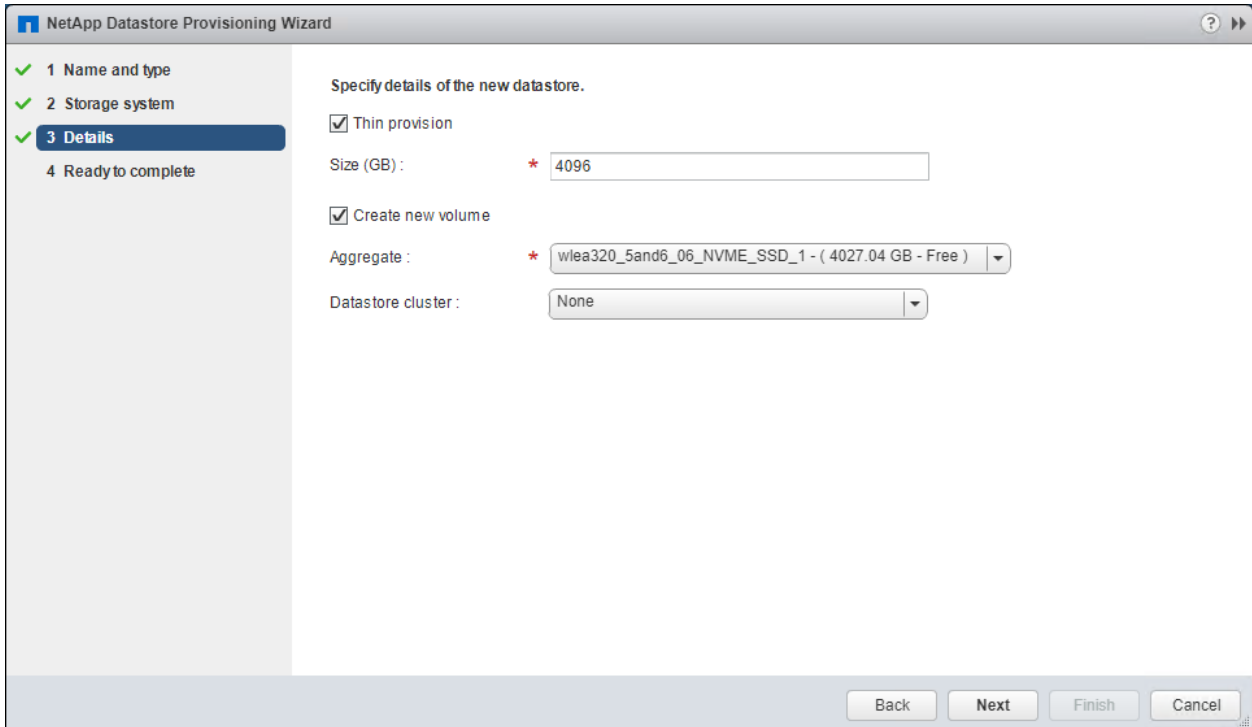 NetApp Datastore Provisioning Wizard
?
1 Name and type
2 Storage system
3 Details
4 Ready to complete
Specify details of the new datastore.
Thin provision
Size (GB) : * 4096
Create new volume
Aggregate : * wlea320_5and6_06_NVME_SSD_1 - ( 4027.04 GB - Free )
Datastore cluster : None
Back Next Finish Cancel